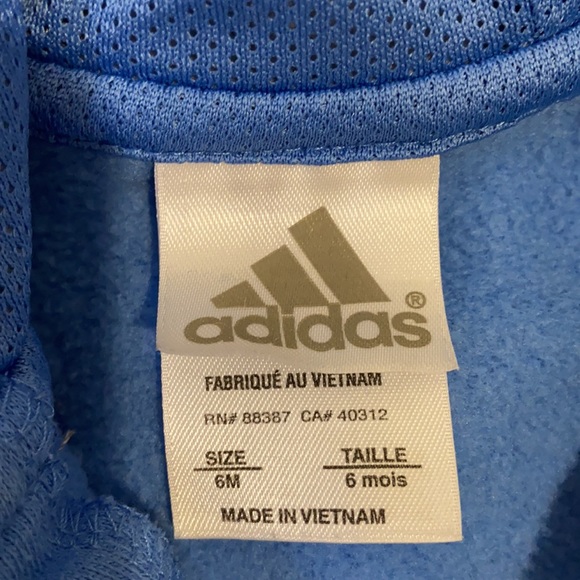 adidas®
FABRIQUÉ AU VIETNAM
RN# 88387 CA# 40312
SIZE TAILLE
6M 6 mois
MADE IN VIETNAM